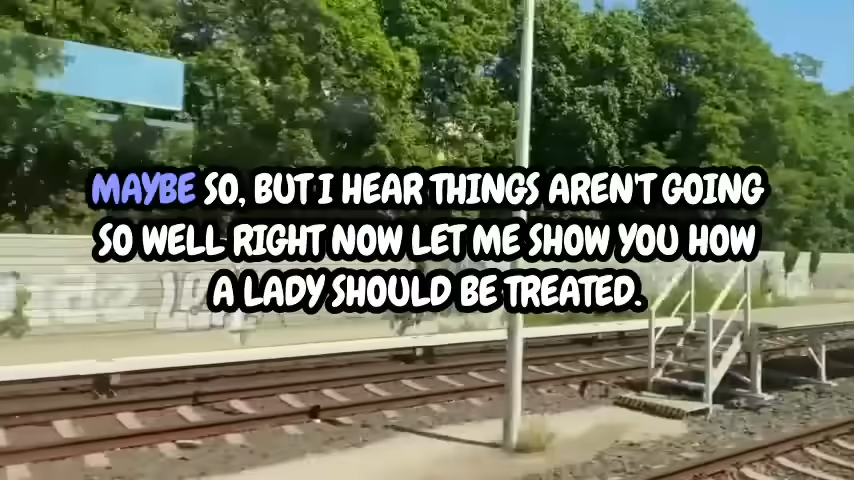 MAYBE SO, BUT I HEAR THINGS AREN'T GOING
SO WELL RIGHT NOW LET ME SHOW YOU HOW
A LADY SHOULD BE TREATED.